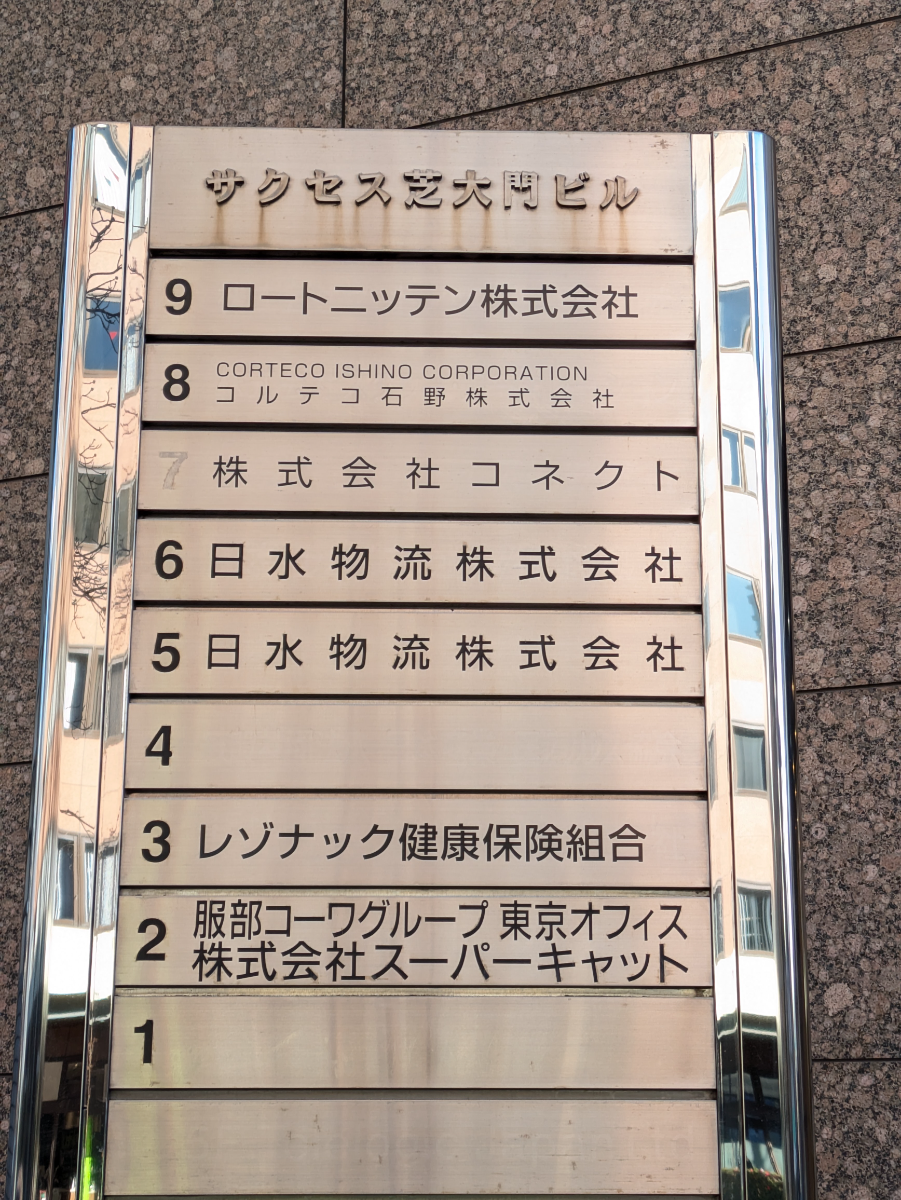 サクセス芝大門ビル
9 ロートニッテン株式会社
8 CORTECO ISHINO CORPORATION
コルテコ石野株式会社
7 株式会社コネクト
6 日水物流株式会社
5 日水物流株式会社
4
3 レゾナック健康保険組合
2 服部コーワグループ 東京オフィス
株式会社スーパーキャット
1